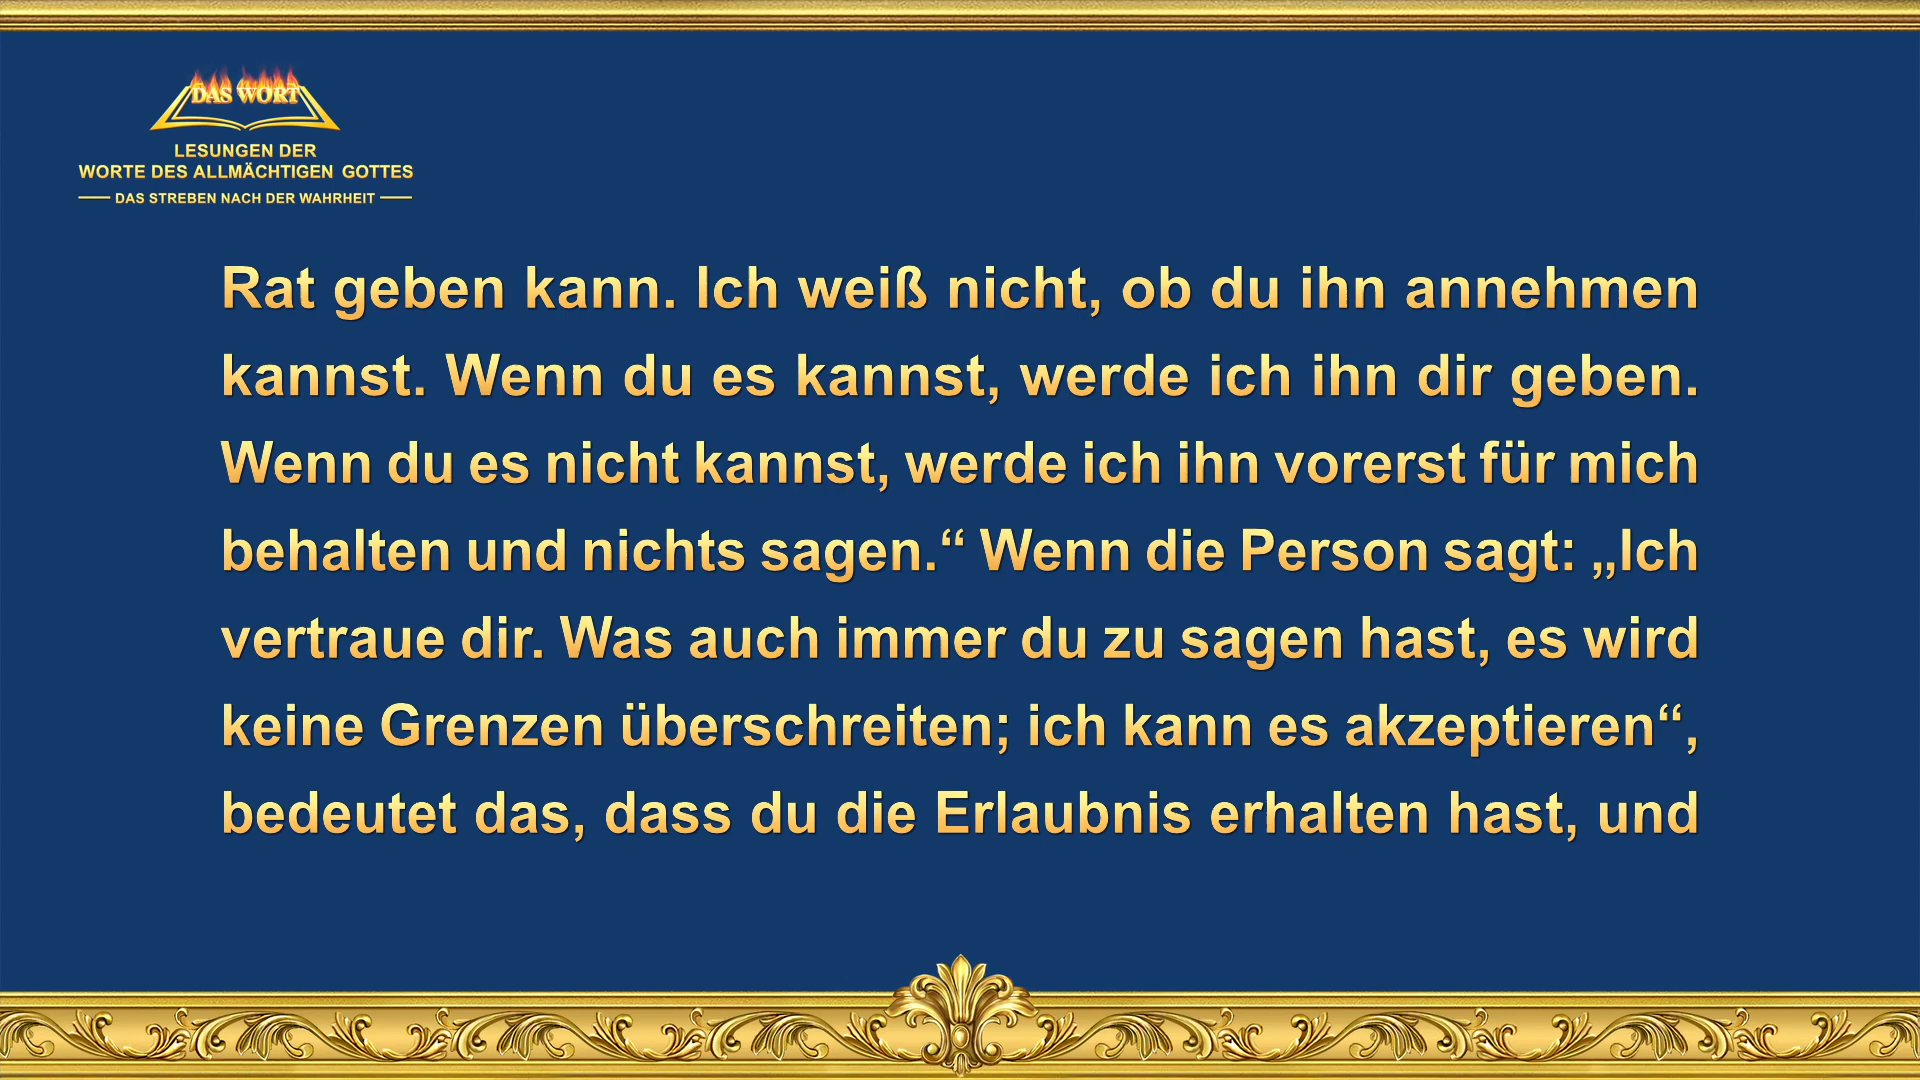 DAS WORT
LESUNGEN DER
WORTE DES ALLMÄCHTIGEN GOTTES
DAS STREBEN NACH DER WAHRHEIT
Rat geben kann. Ich weiß nicht, ob du ihn annehmen
kannst. Wenn du es kannst, werde ich ihn dir geben.
Wenn du es nicht kannst, werde ich ihn vorerst für mich
behalten und nichts sagen.“ Wenn die Person sagt: „Ich
vertraue dir. Was auch immer du zu sagen hast, es wird
keine Grenzen überschreiten; ich kann es akzeptieren“,
bedeutet das, dass du die Erlaubnis erhalten hast, und